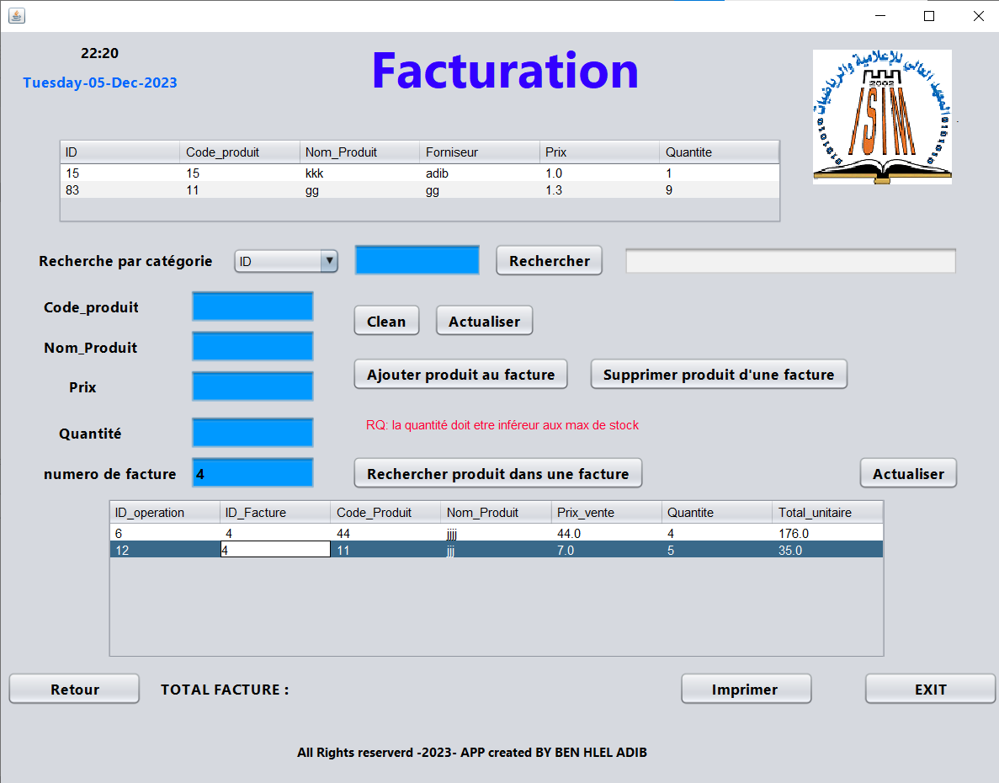 22:20
Tuesday-05-Dec-2023
Facturation
المعهد العالي للإعلامية والرياضيات
2002
ISIM
ID Code_produit Nom_Produit Forniseur Prix Quantite
15 15 kkk adib 1.0 1
83 11 gg gg 1.3 9
Recherche par catégorie ID Rechercher
Code_produit
Clean Actualiser
Nom_Produit
Ajouter produit au facture Supprimer produit d'une facture
Prix
RQ: la quantité doit etre inféreur aux max de stock
Quantité
numero de facture 4 Rechercher produit dans une facture Actualiser
ID_operation ID_Facture Code_Produit Nom_Produit Prix_vente Quantite Total_unitaire
6 4 44 jjjj 44.0 4 176.0
12 4 11 jjj 7.0 5 35.0
Retour TOTAL FACTURE : Imprimer EXIT
All Rights reserverd -2023- APP created BY BEN HLEL ADIB